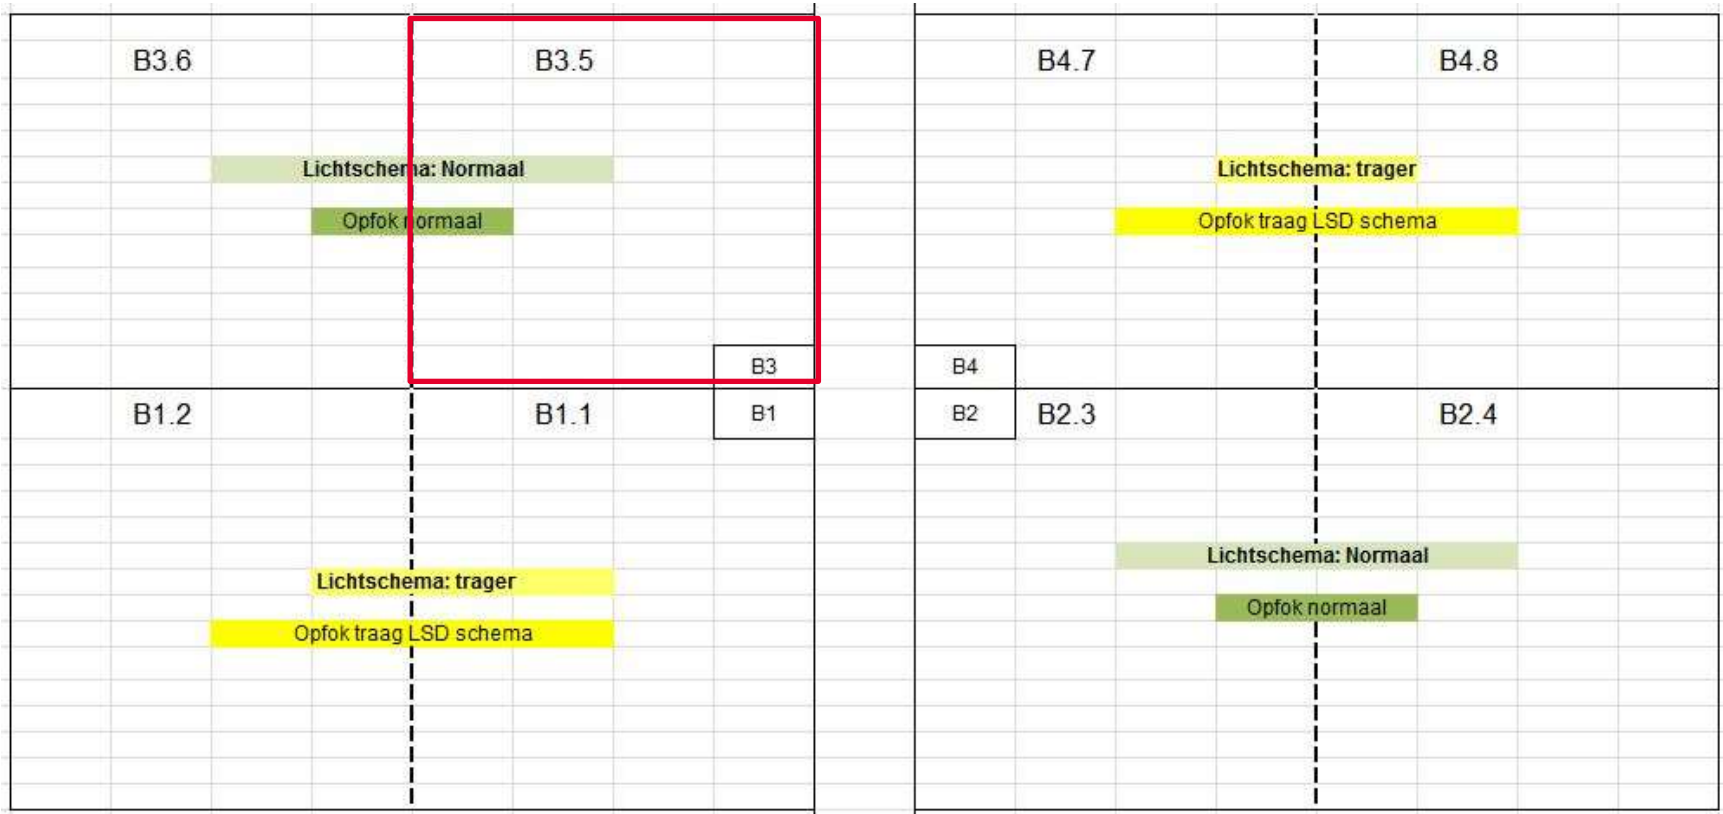 B3.6
B3.5
B4.7
B4.8
Lichtschema: Normaal
Lichtschema: trager
Opfok normaal
Opfok traag LSD schema
B3
B4
B1.2
B1.1
B1
B2
B2.3
B2.4
Lichtschema: Normaal
Lichtschema: trager
Opfok normaal
Opfok traag LSD schema